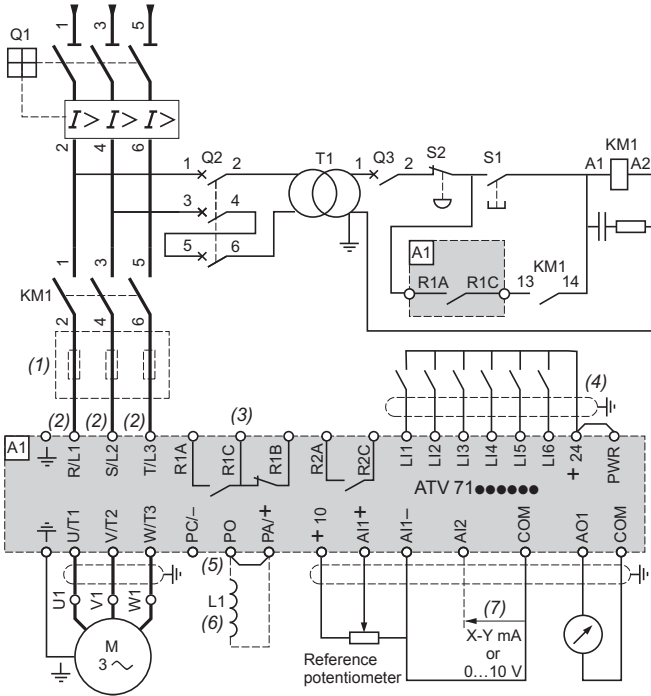 1 3 5
Q1
I> I> I>
2 4 6
1 Q2 2 T1 1 Q3 2 S2 S1 KM1
A1 A2
3 4
5 6
A1
R1A R1C 13 KM1 14
1 3 5
KM1
2 4 6
(1)
(2) (2) (2) (3) (4)
A1
R/L1 S/L2 T/L3 R1A R1C R1B R2A R2C LI1 LI2 LI3 LI4 LI5 LI6 +24 PWR
ATV 71●●●●●●
U/T1 V/T2 W/T3 PC/– PO PA/+ +10 AI1+ AI1– AI2 COM AO1 COM
(5)
U1 V1 W1
L1
(6)
(7)
X-Y mA
or
0...10 V
M
3 ~
Reference
potentiometer